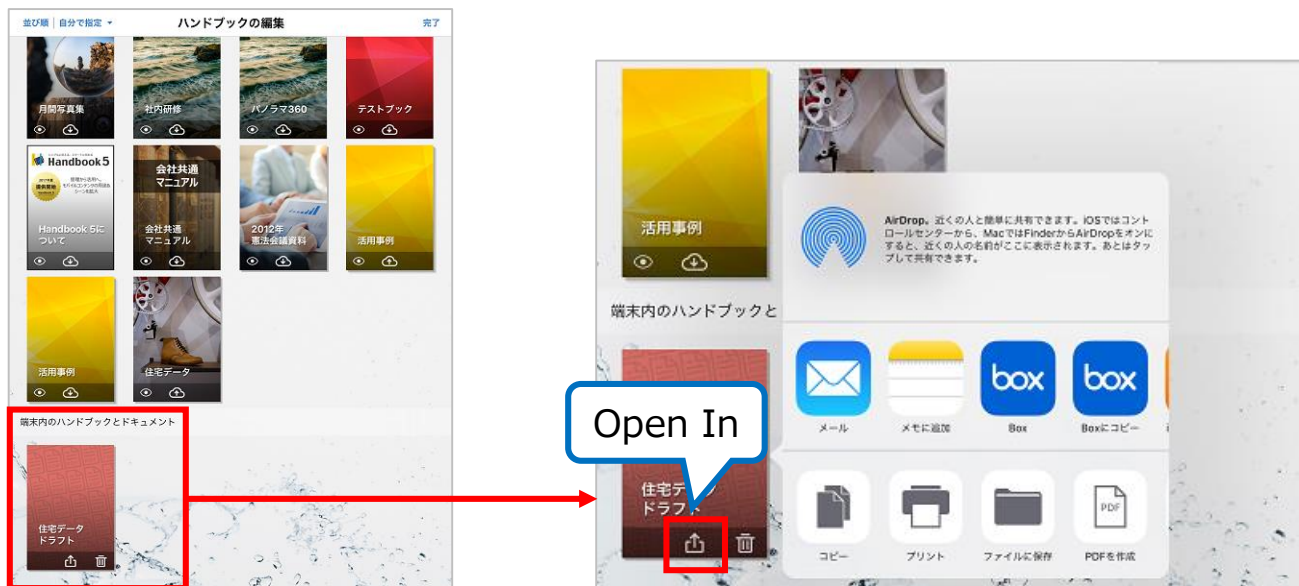 並び順 | 自分で指定
ハンドブックの編集
完了
月間写真集
社内研修
パノラマ360
テストブック
Handbook 5
提供開始
Handbook 5に
ついて
会社共通
マニュアル
会社共通
マニュアル
2012年
憲法会議資料
活用事例
活用事例
住宅データ
端末内のハンドブックとドキュメント
住宅データ
ドラフト
活用事例
端末内のハンドブックと
AirDrop。近くの人と簡単に共有できます。iOSではコント
ロールセンターから、MacではFinderからAirDropをオンに
すると、近くの人の名前がここに表示されます。あとはタッ
プして共有できます。
box
box
メール
メモに追加
Box
Boxにコピー
Open In
住宅デ
ドラフト
PDF
コピー
プリント
ファイルに保存
PDFを作成